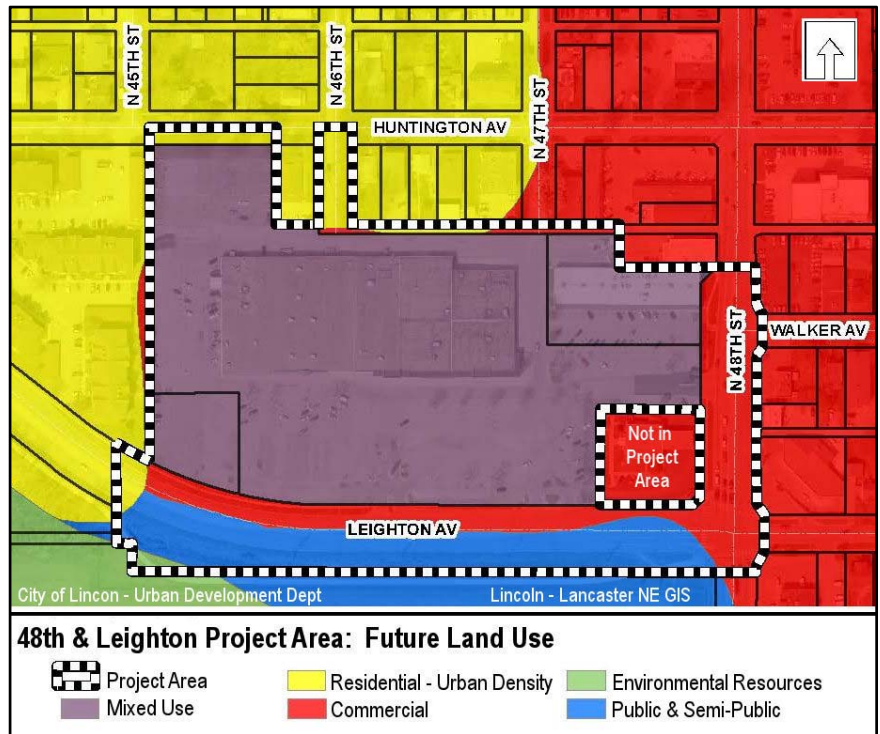 N 45TH ST
N 46TH ST
N 47TH ST
HUNTINGTON AV
N 48TH ST
WALKER AV
Not in
Project
Area
LEIGHTON AV
City of Lincon - Urban Development Dept
Lincoln - Lancaster NE GIS
48th & Leighton Project Area: Future Land Use
Project Area
Residential - Urban Density
Environmental Resources
Mixed Use
Commercial
Public & Semi-Public